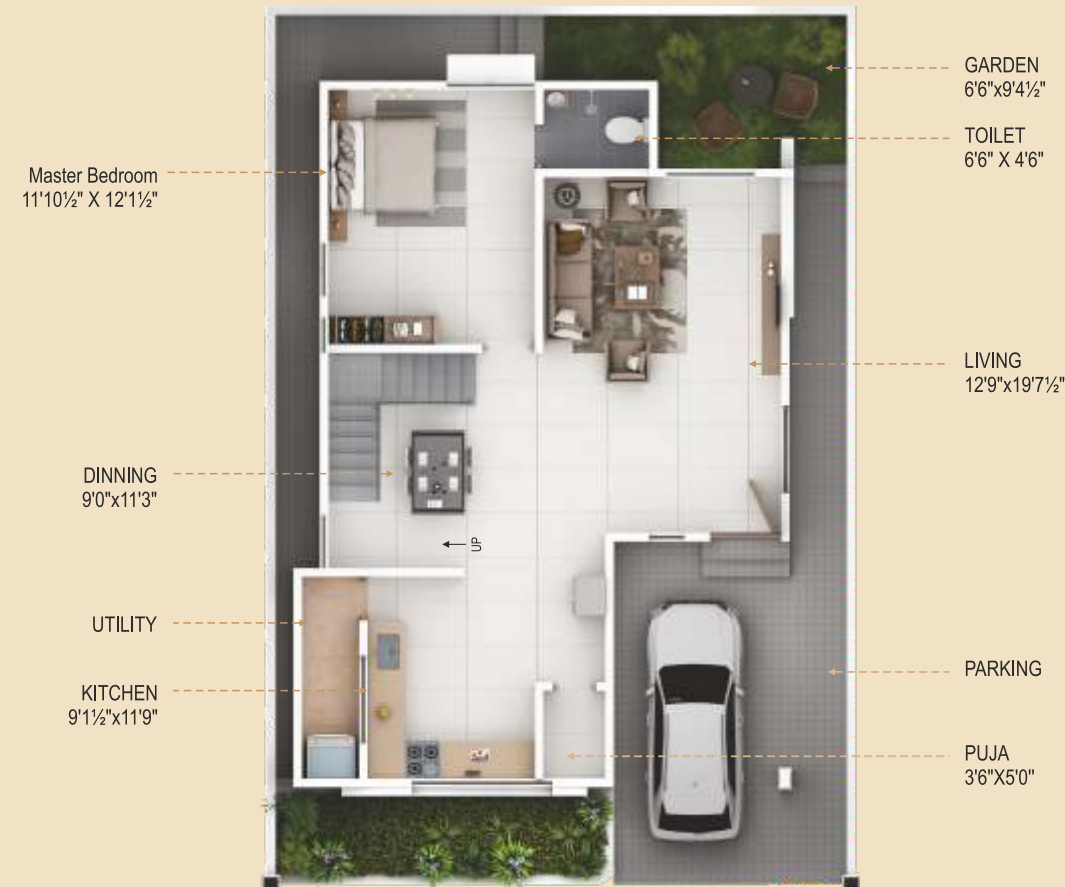 GARDEN
6'6"x9'4½"
TOILET
6'6" X 4'6"
Master Bedroom
11'10½" X 12'1½"
LIVING
12'9"x19'7½"
DINNING
9'0"x11'3"
UP
UTILITY
KITCHEN
9'1½"x11'9"
PARKING
PUJA
3'6"X5'0"